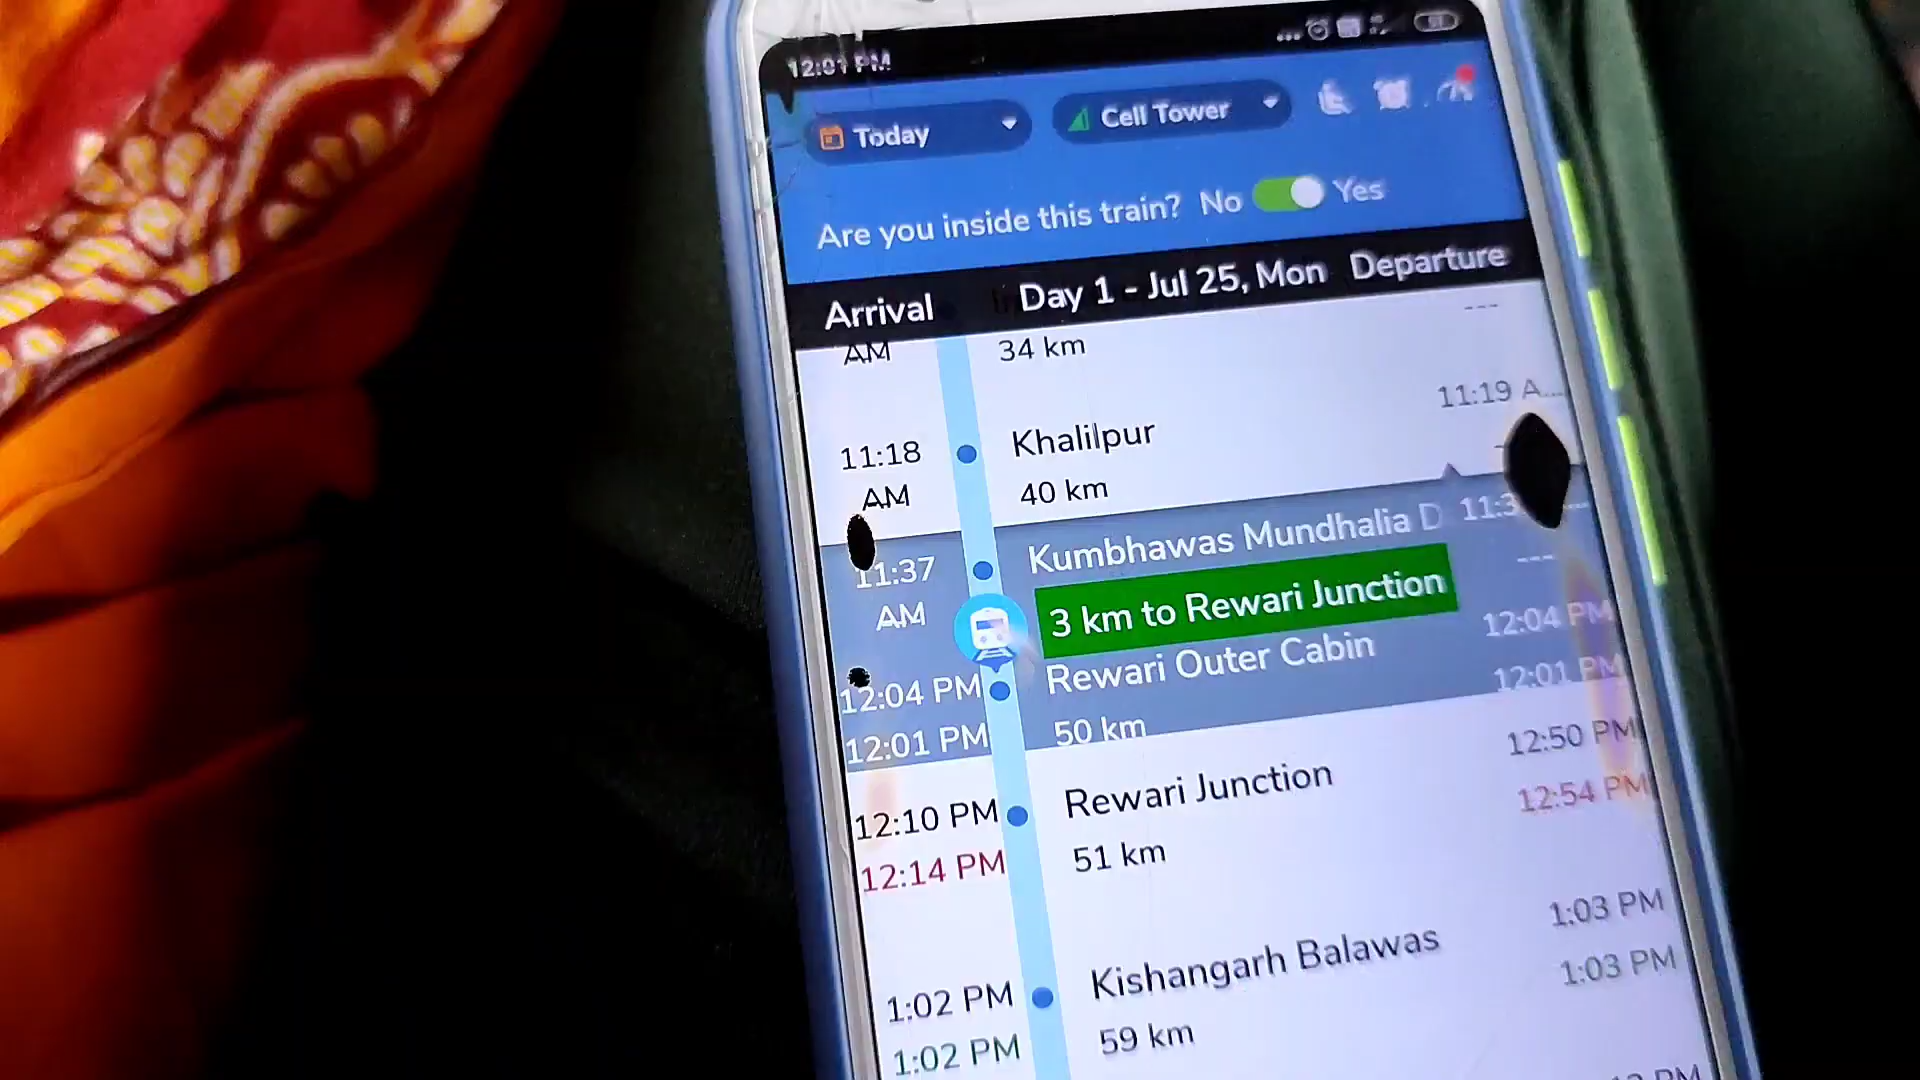 12:01 PM
Today
Cell Tower
Are you inside this train? No Yes
Arrival Day 1 - Jul 25, Mon Departure
AM 34 km ---
11:19 A...
11:18 AM Khalilpur
40 km
Kumbhawas Mundhalia D 11:3
11:37 AM ---
3 km to Rewari Junction
12:04 PM Rewari Outer Cabin 12:04 PM
12:01 PM 50 km 12:01 PM
12:10 PM Rewari Junction 12:50 PM
12:14 PM 51 km 12:54 PM
1:02 PM Kishangarh Balawas 1:03 PM
1:02 PM 59 km 1:03 PM